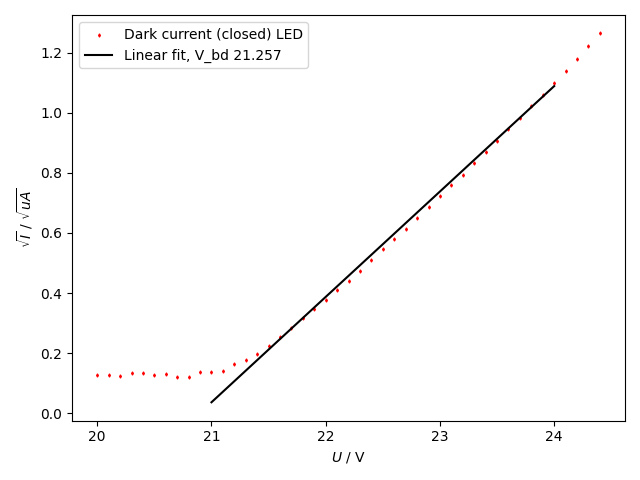 Dark current (closed) LED
Linear fit, V_bd 21.257
1.2
1.0
0.8
0.6
0.4
0.2
0.0
√I / √uA
20 21 22 23 24
U / V